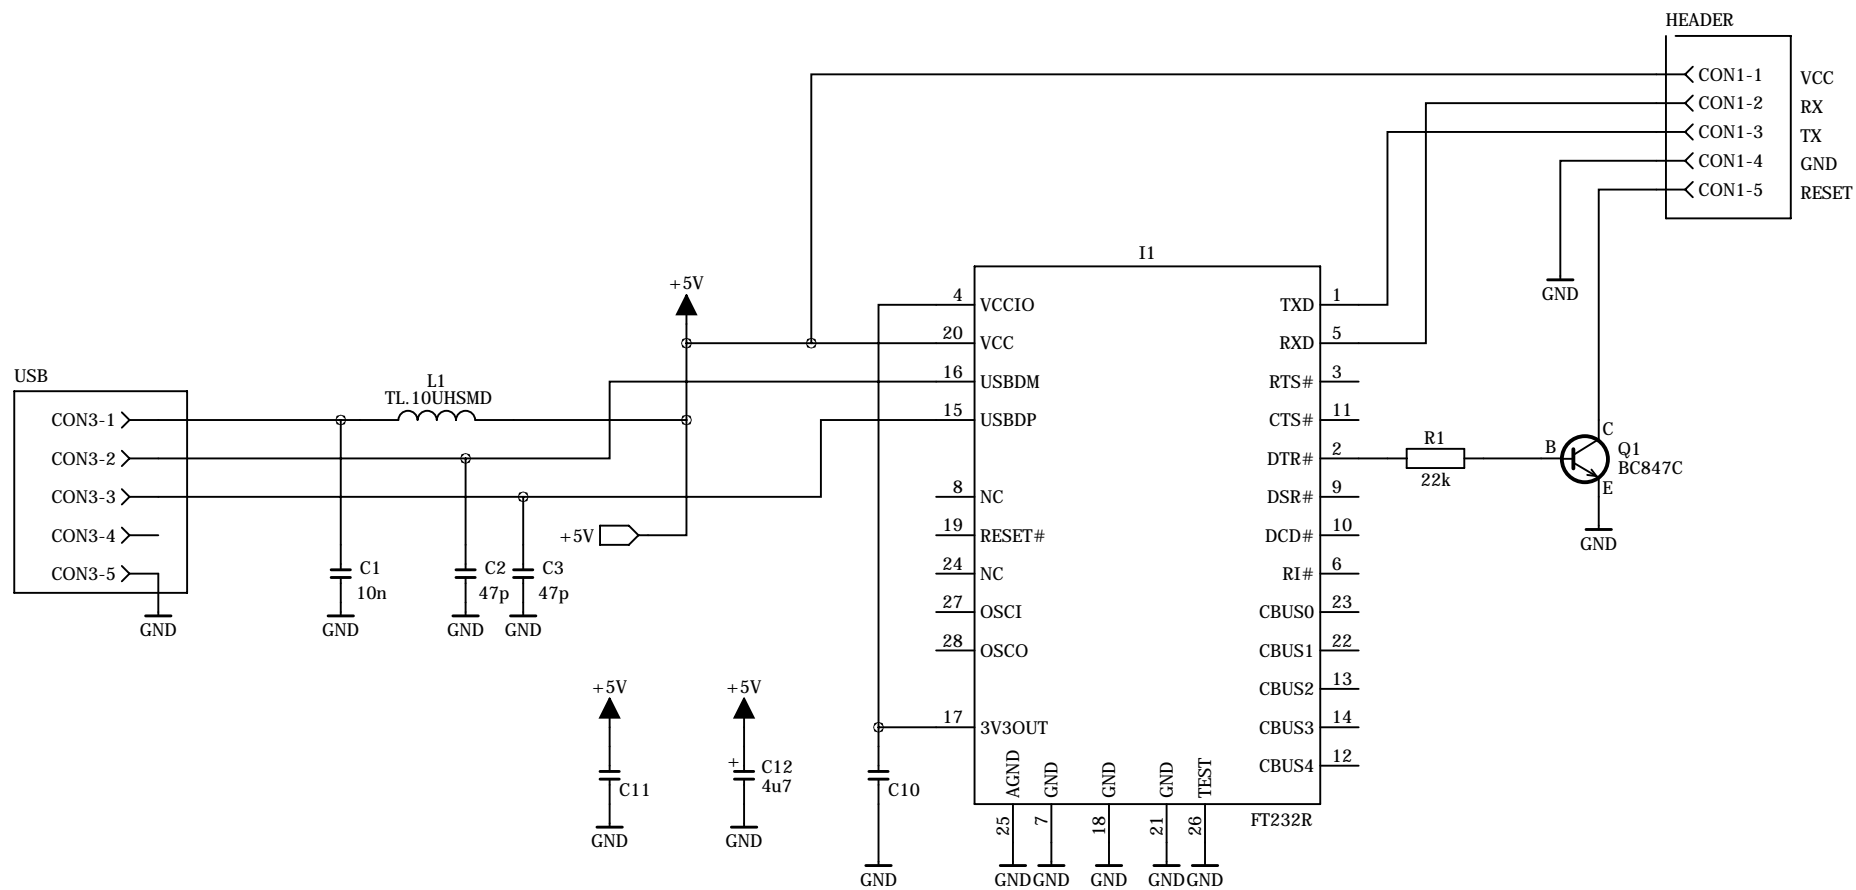 HEADER
CON1-1 VCC
CON1-2 RX
CON1-3 TX
CON1-4 GND
CON1-5 RESET
GND
USB
CON3-1
CON3-2
CON3-3
CON3-4
CON3-5
GND
L1
TL.10UHSMD
+5V
+5V
C1
10n
GND
C2
47p
GND
C3
47p
GND
+5V
C11
GND
+5V
+
C12
4u7
GND
C10
GND
I1
4 VCCIO
20 VCC
16 USBDM
15 USBDP
8 NC
19 RESET#
24 NC
27 OSCI
28 OSCO
17 3V3OUT
TXD 1
RXD 5
RTS# 3
CTS# 11
DTR# 2
DSR# 9
DCD# 10
RI# 6
CBUS0 23
CBUS1 22
CBUS2 13
CBUS3 14
CBUS4 12
AGND GND GND GND TEST
25 7 18 21 26
FT232R
GND GND GND GND GND
R1
22k
B
C
E
Q1
BC847C
GND